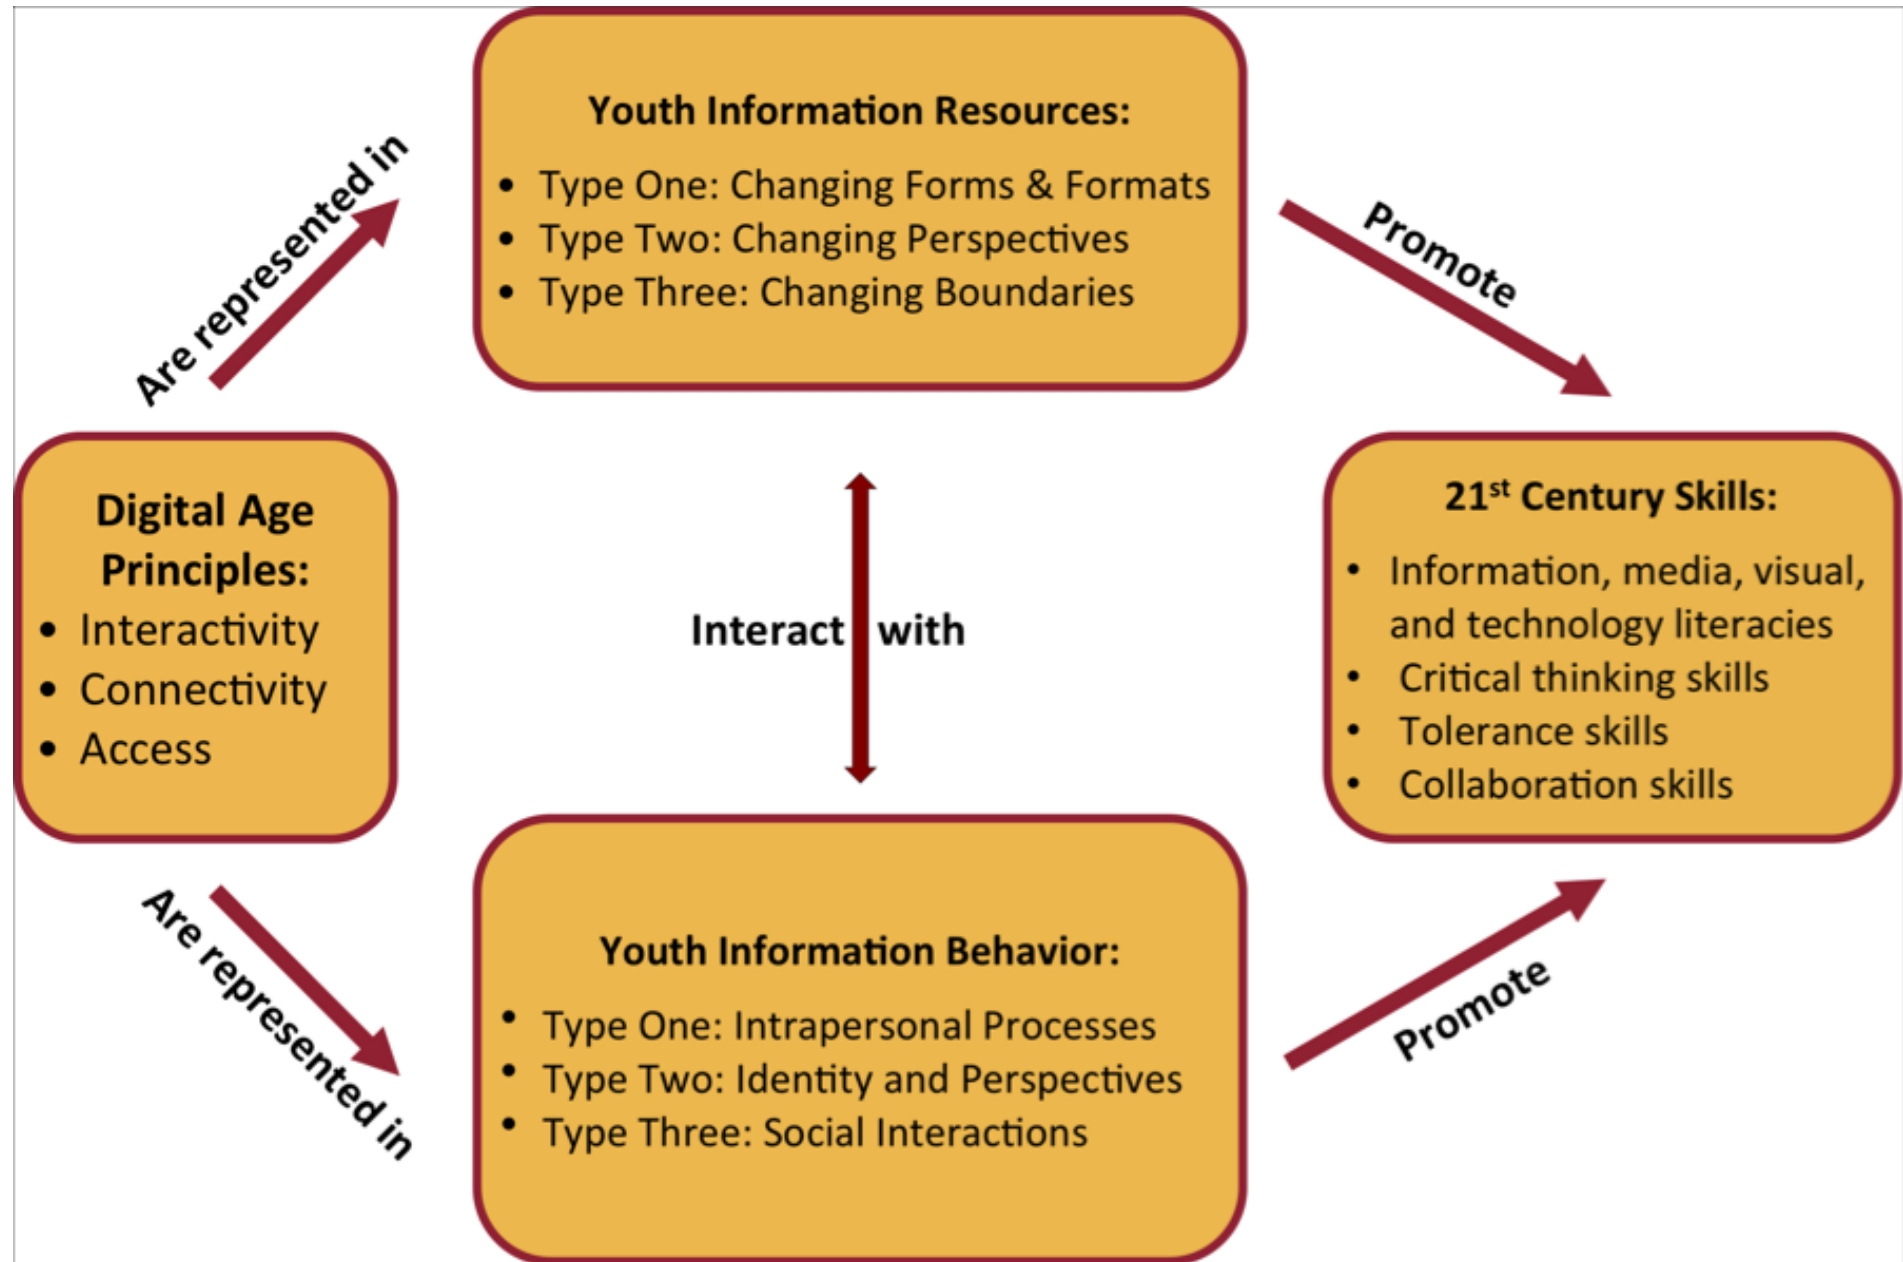 Youth Information Resources:
• Type One: Changing Forms & Formats
• Type Two: Changing Perspectives
• Type Three: Changing Boundaries
Are represented in
Promote
Digital Age
Principles:
• Interactivity
• Connectivity
• Access
Interact with
21st Century Skills:
• Information, media, visual,
and technology literacies
• Critical thinking skills
• Tolerance skills
• Collaboration skills
Are represented in
Promote
Youth Information Behavior:
• Type One: Intrapersonal Processes
• Type Two: Identity and Perspectives
• Type Three: Social Interactions